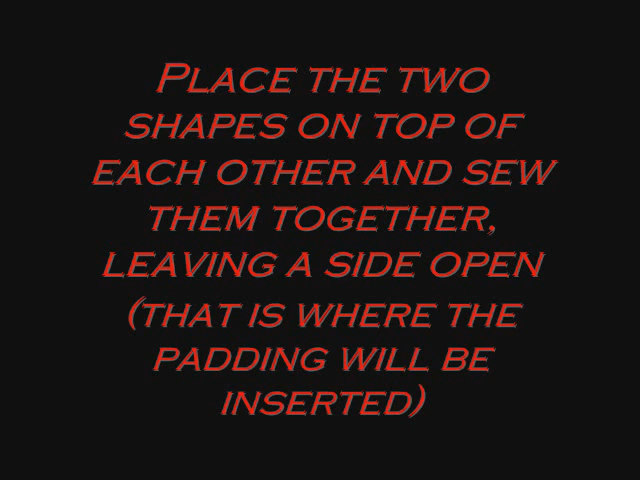 Place the two
shapes on top of
each other and sew
them together,
leaving a side open
(that is where the
padding will be
inserted)